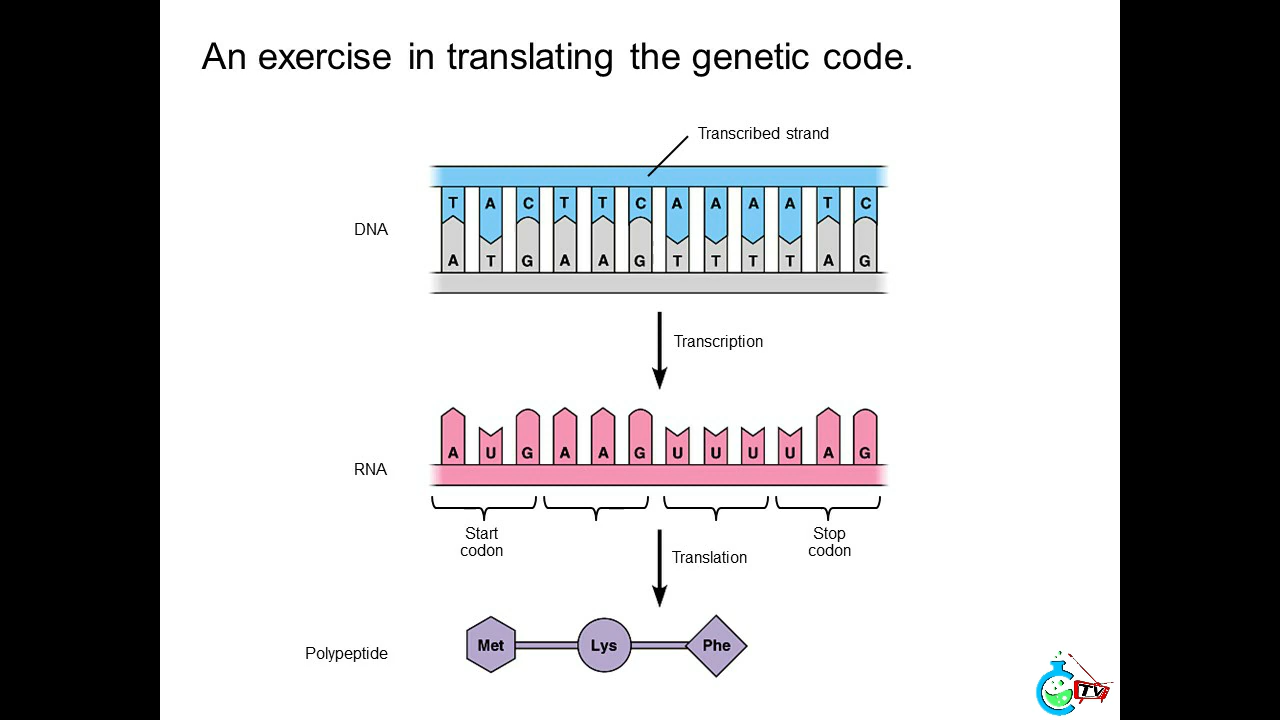 An exercise in translating the genetic code.
Transcribed strand
DNA
T A C T T C A A A A T C
A T G A A G T T T T A G
Transcription
RNA
A U G A A G U U U U A G
Start codon
Stop codon
Translation
Polypeptide
Met Lys Phe
TV